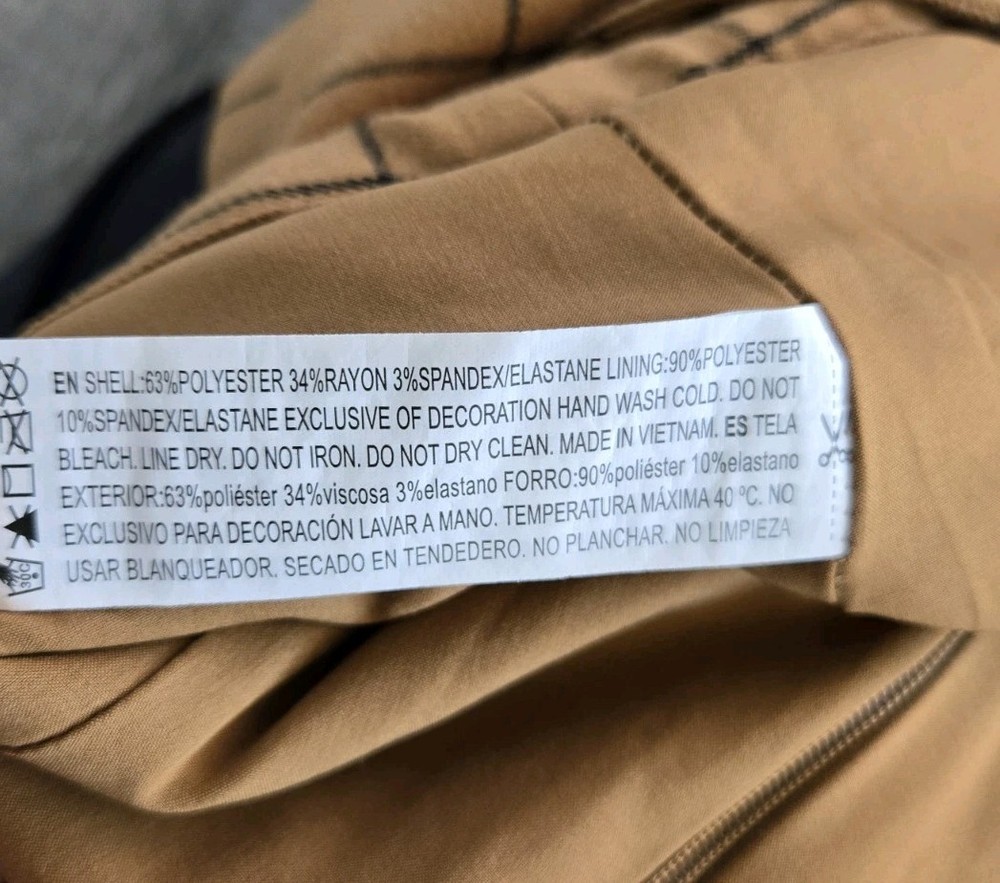 EN SHELL:63%POLYESTER 34%RAYON 3%SPANDEX/ELASTANE LINING:90%POLYESTER
10%SPANDEX/ELASTANE EXCLUSIVE OF DECORATION HAND WASH COLD. DO NOT
BLEACH. LINE DRY. DO NOT IRON. DO NOT DRY CLEAN. MADE IN VIETNAM. ES TELA
EXTERIOR:63%poliéster 34%viscosa 3%elastano FORRO:90%poliéster 10%elastano
EXCLUSIVO PARA DECORACIÓN LAVAR A MANO. TEMPERATURA MÁXIMA 40 ºC. NO
USAR BLANQUEADOR. SECADO EN TENDEDERO. NO PLANCHAR. NO LIMPIEZA
30C